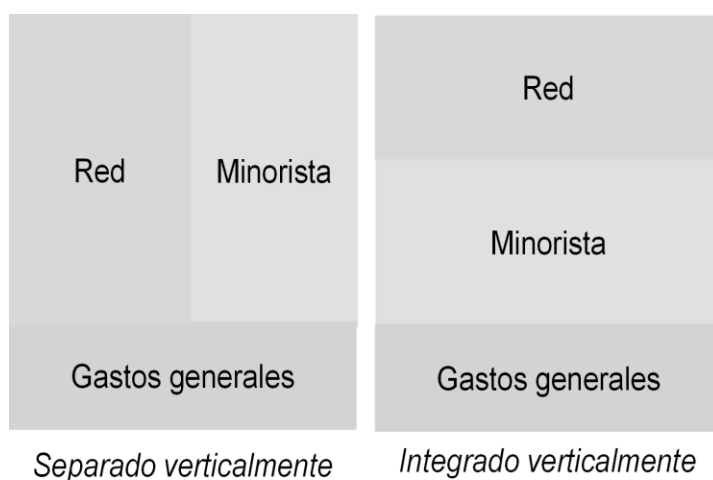 Red
Minorista
Gastos generales
Separado verticalmente
Red
Minorista
Gastos generales
Integrado verticalmente